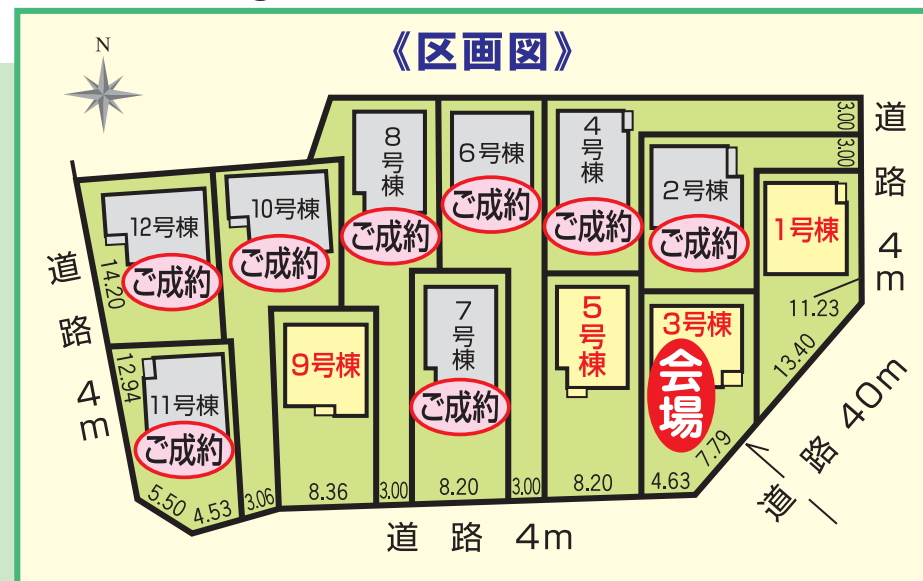 N
《区画図》
8号棟
ご成約
6号棟
ご成約
4号棟
ご成約
2号棟
ご成約
1号棟
3.00
3.00
道路4m
12号棟
ご成約
10号棟
ご成約
道路4m
14.20
12.94
11号棟
ご成約
9号棟
7号棟
ご成約
5号棟
3号棟
会場
11.23
13.40
7.79
道路40m
5.50
4.53
3.06
8.36
3.00
8.20
3.00
8.20
4.63
道路 4m